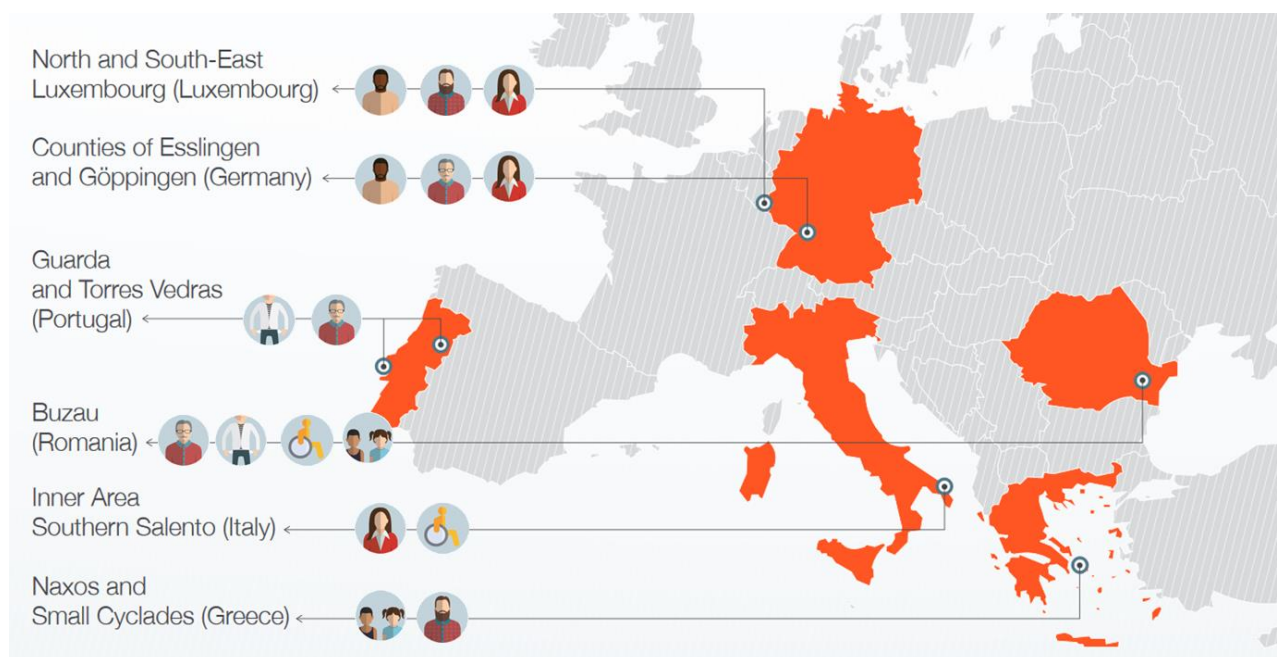 North and South-East
Luxembourg (Luxembourg)
Counties of Esslingen
and Göppingen (Germany)
Guarda
and Torres Vedras
(Portugal)
Buzau
(Romania)
Inner Area
Southern Salento (Italy)
Naxos and
Small Cyclades (Greece)